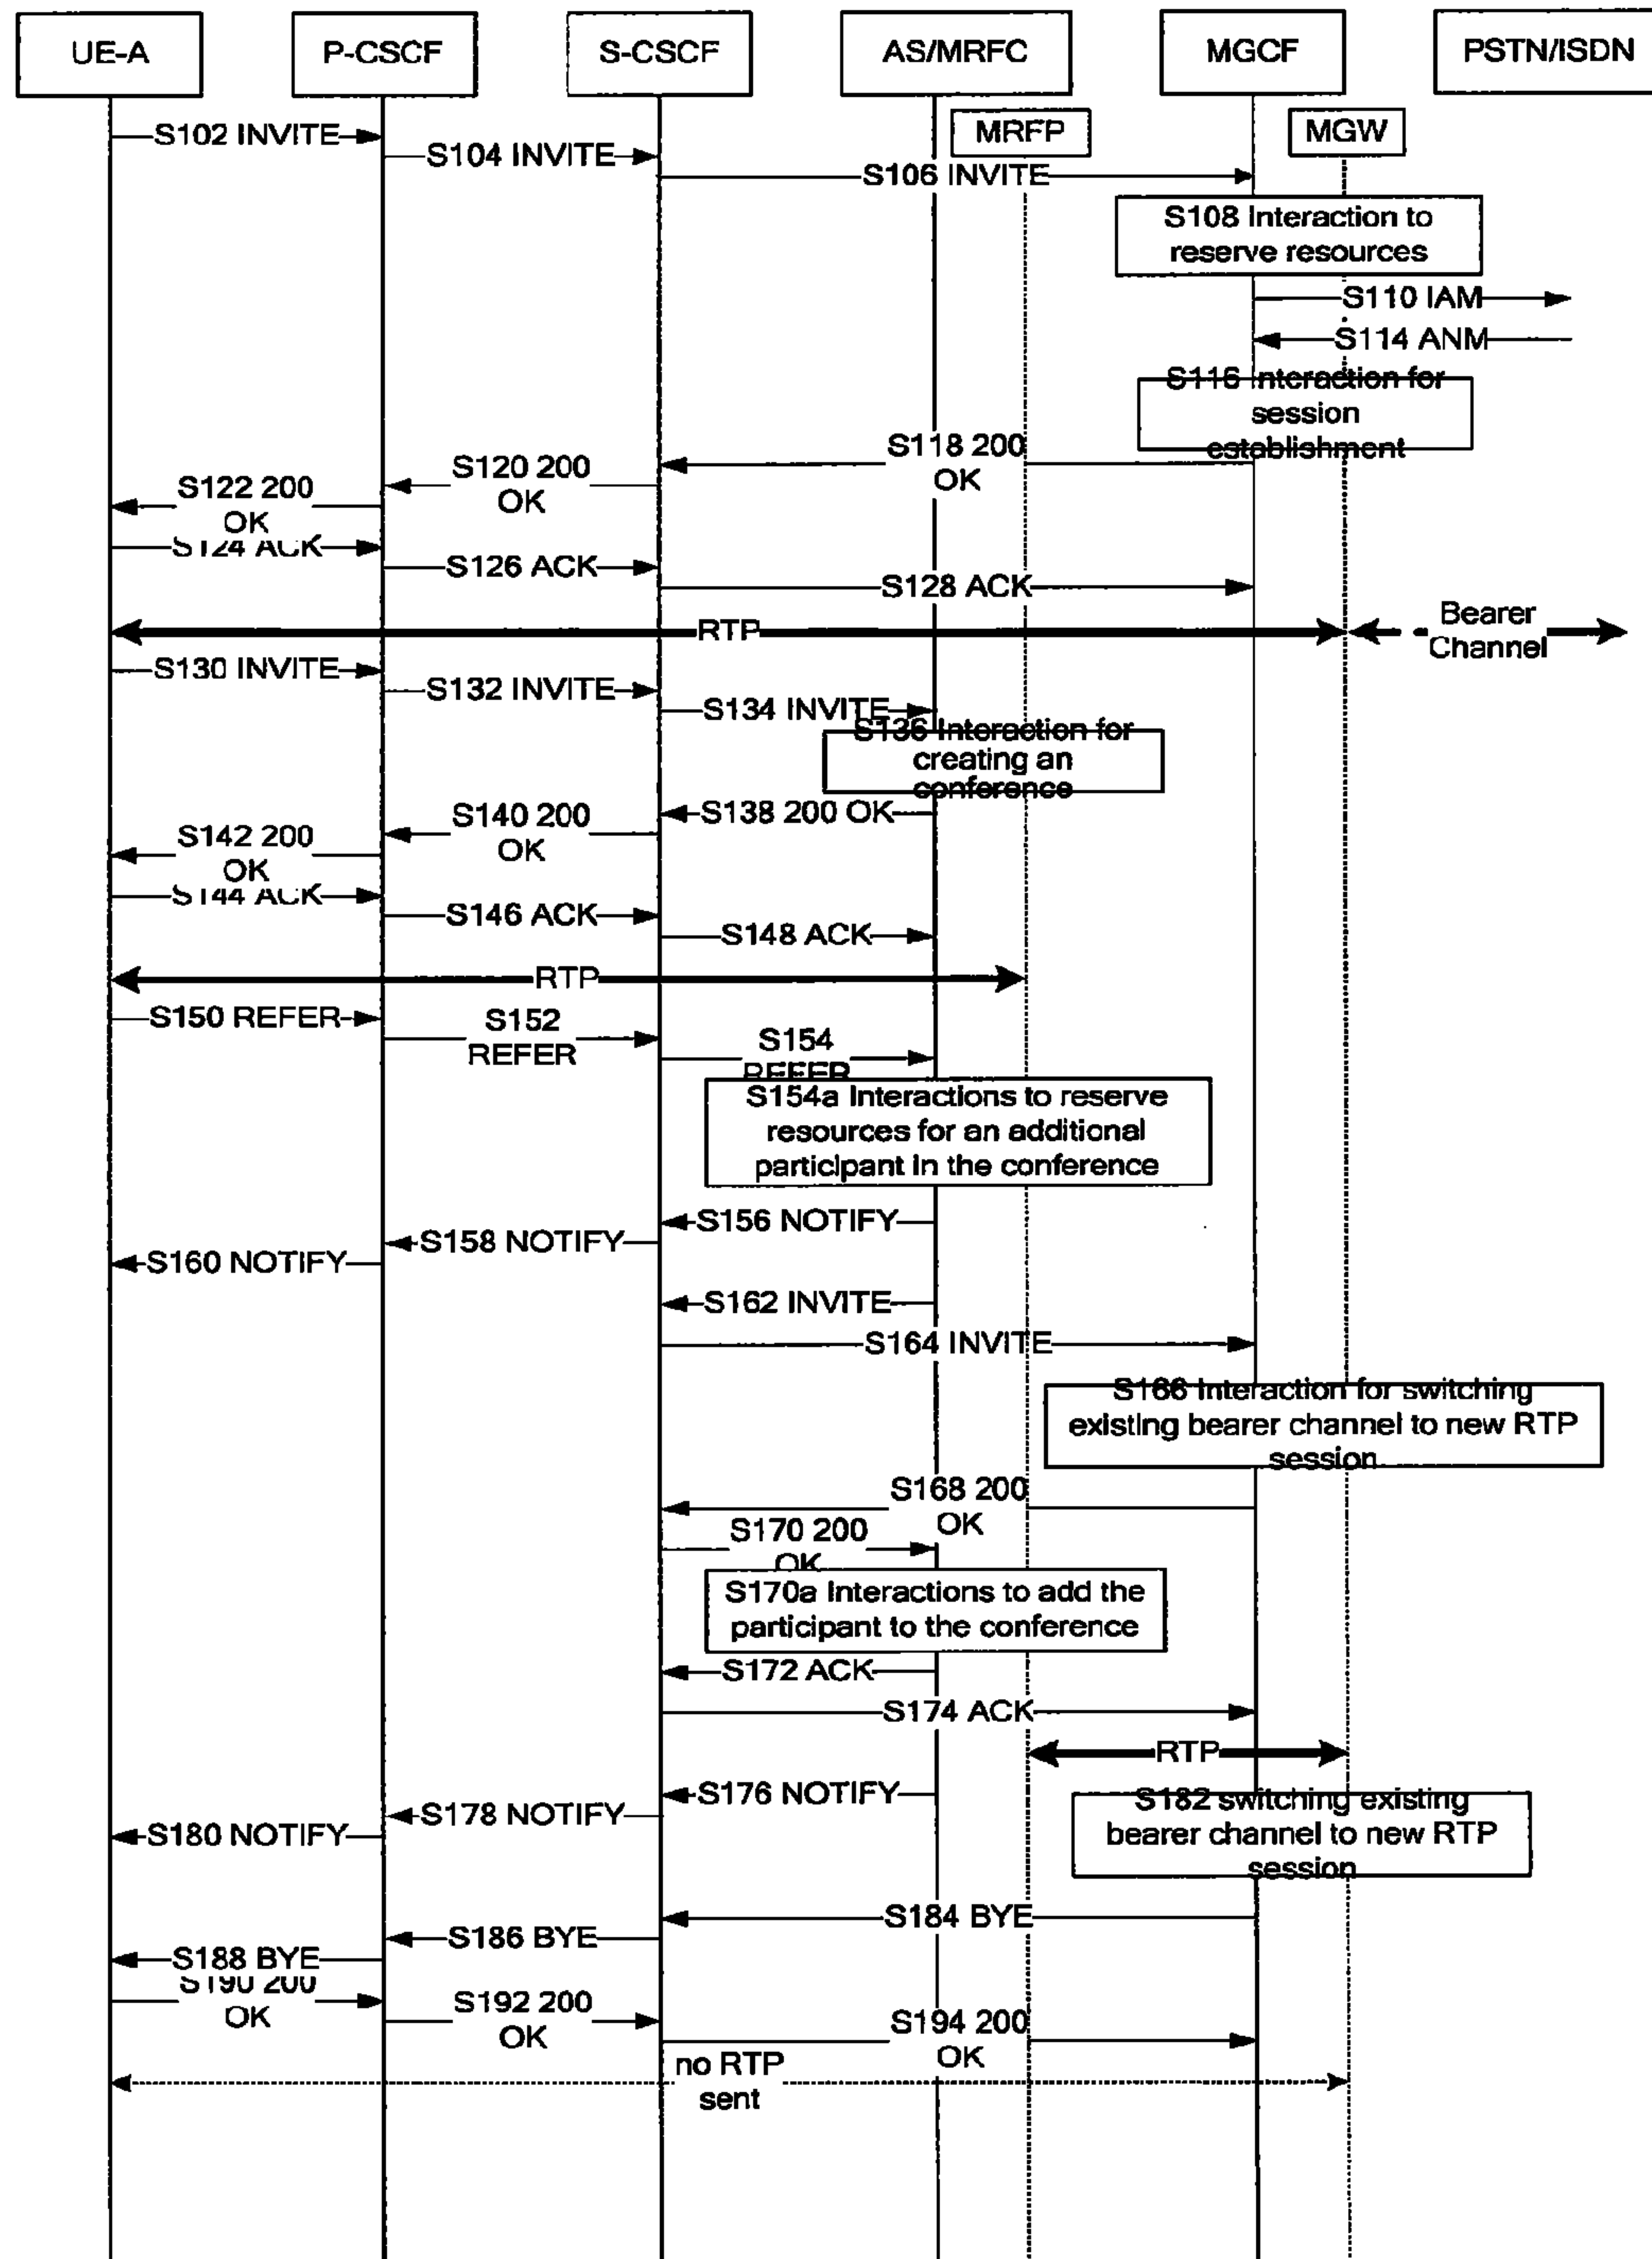 UE-A
P-CSCF
S-CSCF
AS/MRFC
MGCF
PSTN/ISDN
MRFP
MGW
S102 INVITE
S104 INVITE
S106 INVITE
S108 Interaction to
reserve resources
S110 IAM
S114 ANM
S116 Interaction for
session
establishment
S118 200
OK
S120 200
OK
S122 200
OK
S124 ACK
S126 ACK
S128 ACK
RTP
Bearer
Channel
S130 INVITE
S132 INVITE
S134 INVITE
S136 Interaction for
creating an
conference
S138 200 OK
S140 200
OK
S142 200
OK
S144 ACK
S146 ACK
S148 ACK
RTP
S150 REFER
S152
REFER
S154
REFER
S154a Interactions to reserve
resources for an additional
participant in the conference
S156 NOTIFY
S158 NOTIFY
S160 NOTIFY
S162 INVITE
S164 INVITE
S166 Interaction for switching
existing bearer channel to new RTP
session
S168 200
OK
S170 200
OK
S170a Interactions to add the
participant to the conference
S172 ACK
S174 ACK
RTP
S176 NOTIFY
S178 NOTIFY
S180 NOTIFY
S182 switching existing
bearer channel to new RTP
session
S184 BYE
S186 BYE
S188 BYE
S190 200
OK
S192 200
OK
S194 200
OK
no RTP
sent